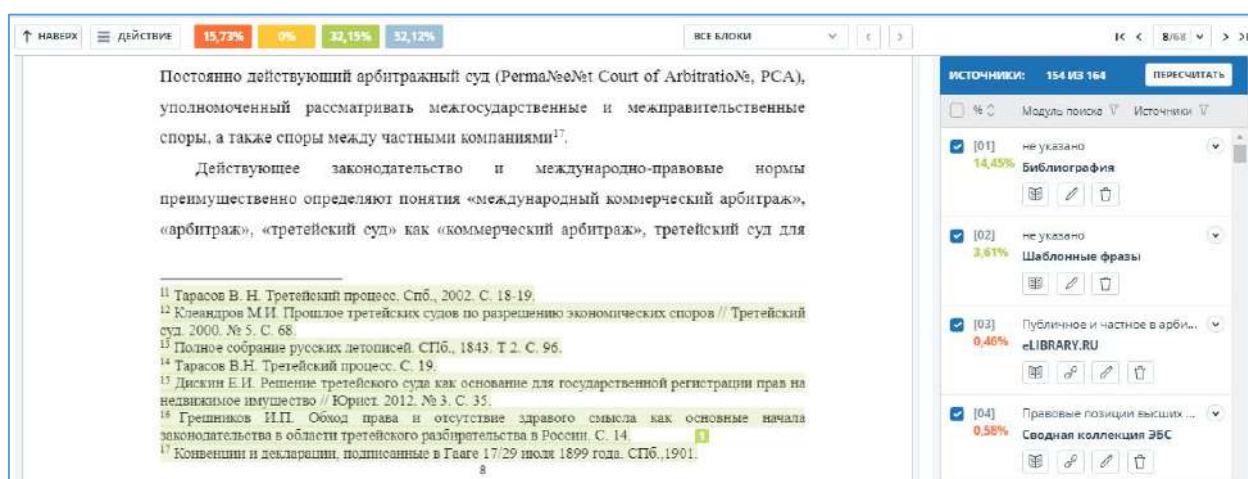 НАВЕРХ ДЕЙСТВИЕ 15,73% 0% 32,15% 52,12% ВСЕ БЛОКИ 8/68
Постоянно действующий арбитражный суд (Perma№e№t Court of Arbitratio№, PCA),
уполномоченный рассматривать межгосударственные и межправительственные
споры, а также споры между частными компаниями17.
Действующее законодательство и международно-правовые нормы
преимущественно определяют понятия «международный коммерческий арбитраж»,
«арбитраж», «третейский суд» как «коммерческий арбитраж», третейский суд для
11 Тарасов В. Н. Третейский процесс. Спб., 2002. С. 18-19.
12 Клеандров М.И. Прошлое третейских судов по разрешению экономических споров // Третейский
суд. 2000. № 5. С. 68.
13 Полное собрание русских летописей. СПб., 1843. Т 2. С. 96.
14 Тарасов В.Н. Третейский процесс. С. 19.
15 Дискин Е.И. Решение третейского суда как основание для государственной регистрации прав на
недвижимое имущество // Юрист. 2012. № 3. С. 35.
16 Грешников И.П. Обход права и отсутствие здравого смысла как основные начала
законодательства в области третейского разбирательства в России. С. 14. 1
17 Конвенции и декларации, подписанные в Гааге 17/29 июля 1899 года. СПб.,1901.
8
ИСТОЧНИКИ: 154 ИЗ 164 ПЕРЕСЧИТАТЬ
% Модуль поиска Источники
[01] не указано
14,45% Библиография
[02] не указано
3,61% Шаблонные фразы
[03] Публичное и частное в арби...
0,46% eLIBRARY.RU
[04] Правовые позиции высших ...
0,58% Сводная коллекция ЭБС